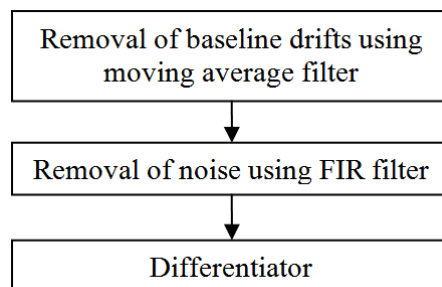 Removal of baseline drifts using
moving average filter
Removal of noise using FIR filter
Differentiator